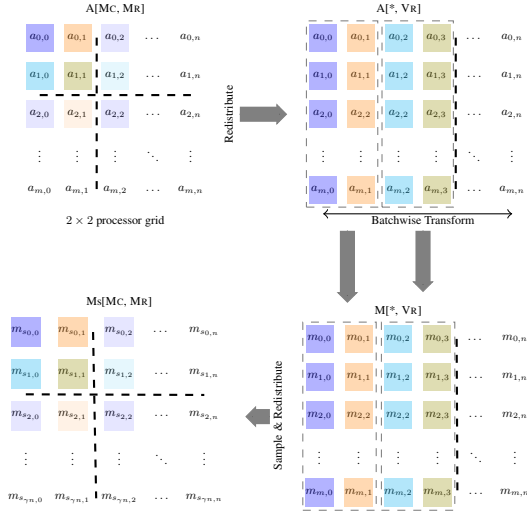 A[MC, MR]
a0,0 a0,1 a0,2 … a0,n
a1,0 a1,1 a1,2 … a1,n
a2,0 a2,1 a2,2 … a2,n
⋮ ⋮ ⋮ ⋱ ⋮
am,0 am,1 am,2 … am,n
2 × 2 processor grid
Redistribute
A[*, VR]
a0,0 a0,1 a0,2 a0,3 … a0,n
a1,0 a1,1 a1,2 a1,3 … a1,n
a2,0 a2,2 a2,2 a2,3 … a2,n
⋮ ⋮ ⋮ ⋮ ⋱ ⋮
am,0 am,1 am,2 am,3 … am,n
Batchwise Transform
Ms[MC, MR]
ms0,0 ms0,1 ms0,2 … ms0,n
ms1,0 ms1,1 ms1,2 … ms1,n
ms2,0 ms2,1 ms2,2 … ms2,n
⋮ ⋮ ⋮ ⋱ ⋮
msγn,0 msγn,1 msγn,2 … msγn,n
Sample & Redistribute
M[*, VR]
m0,0 m0,1 m0,2 m0,3 … m0,n
m1,0 m1,1 m1,2 m1,3 … m1,n
m2,0 m2,2 m2,2 m2,3 … m2,n
⋮ ⋮ ⋮ ⋮ ⋱ ⋮
mm,0 mm,1 mm,2 mm,3 … mm,n